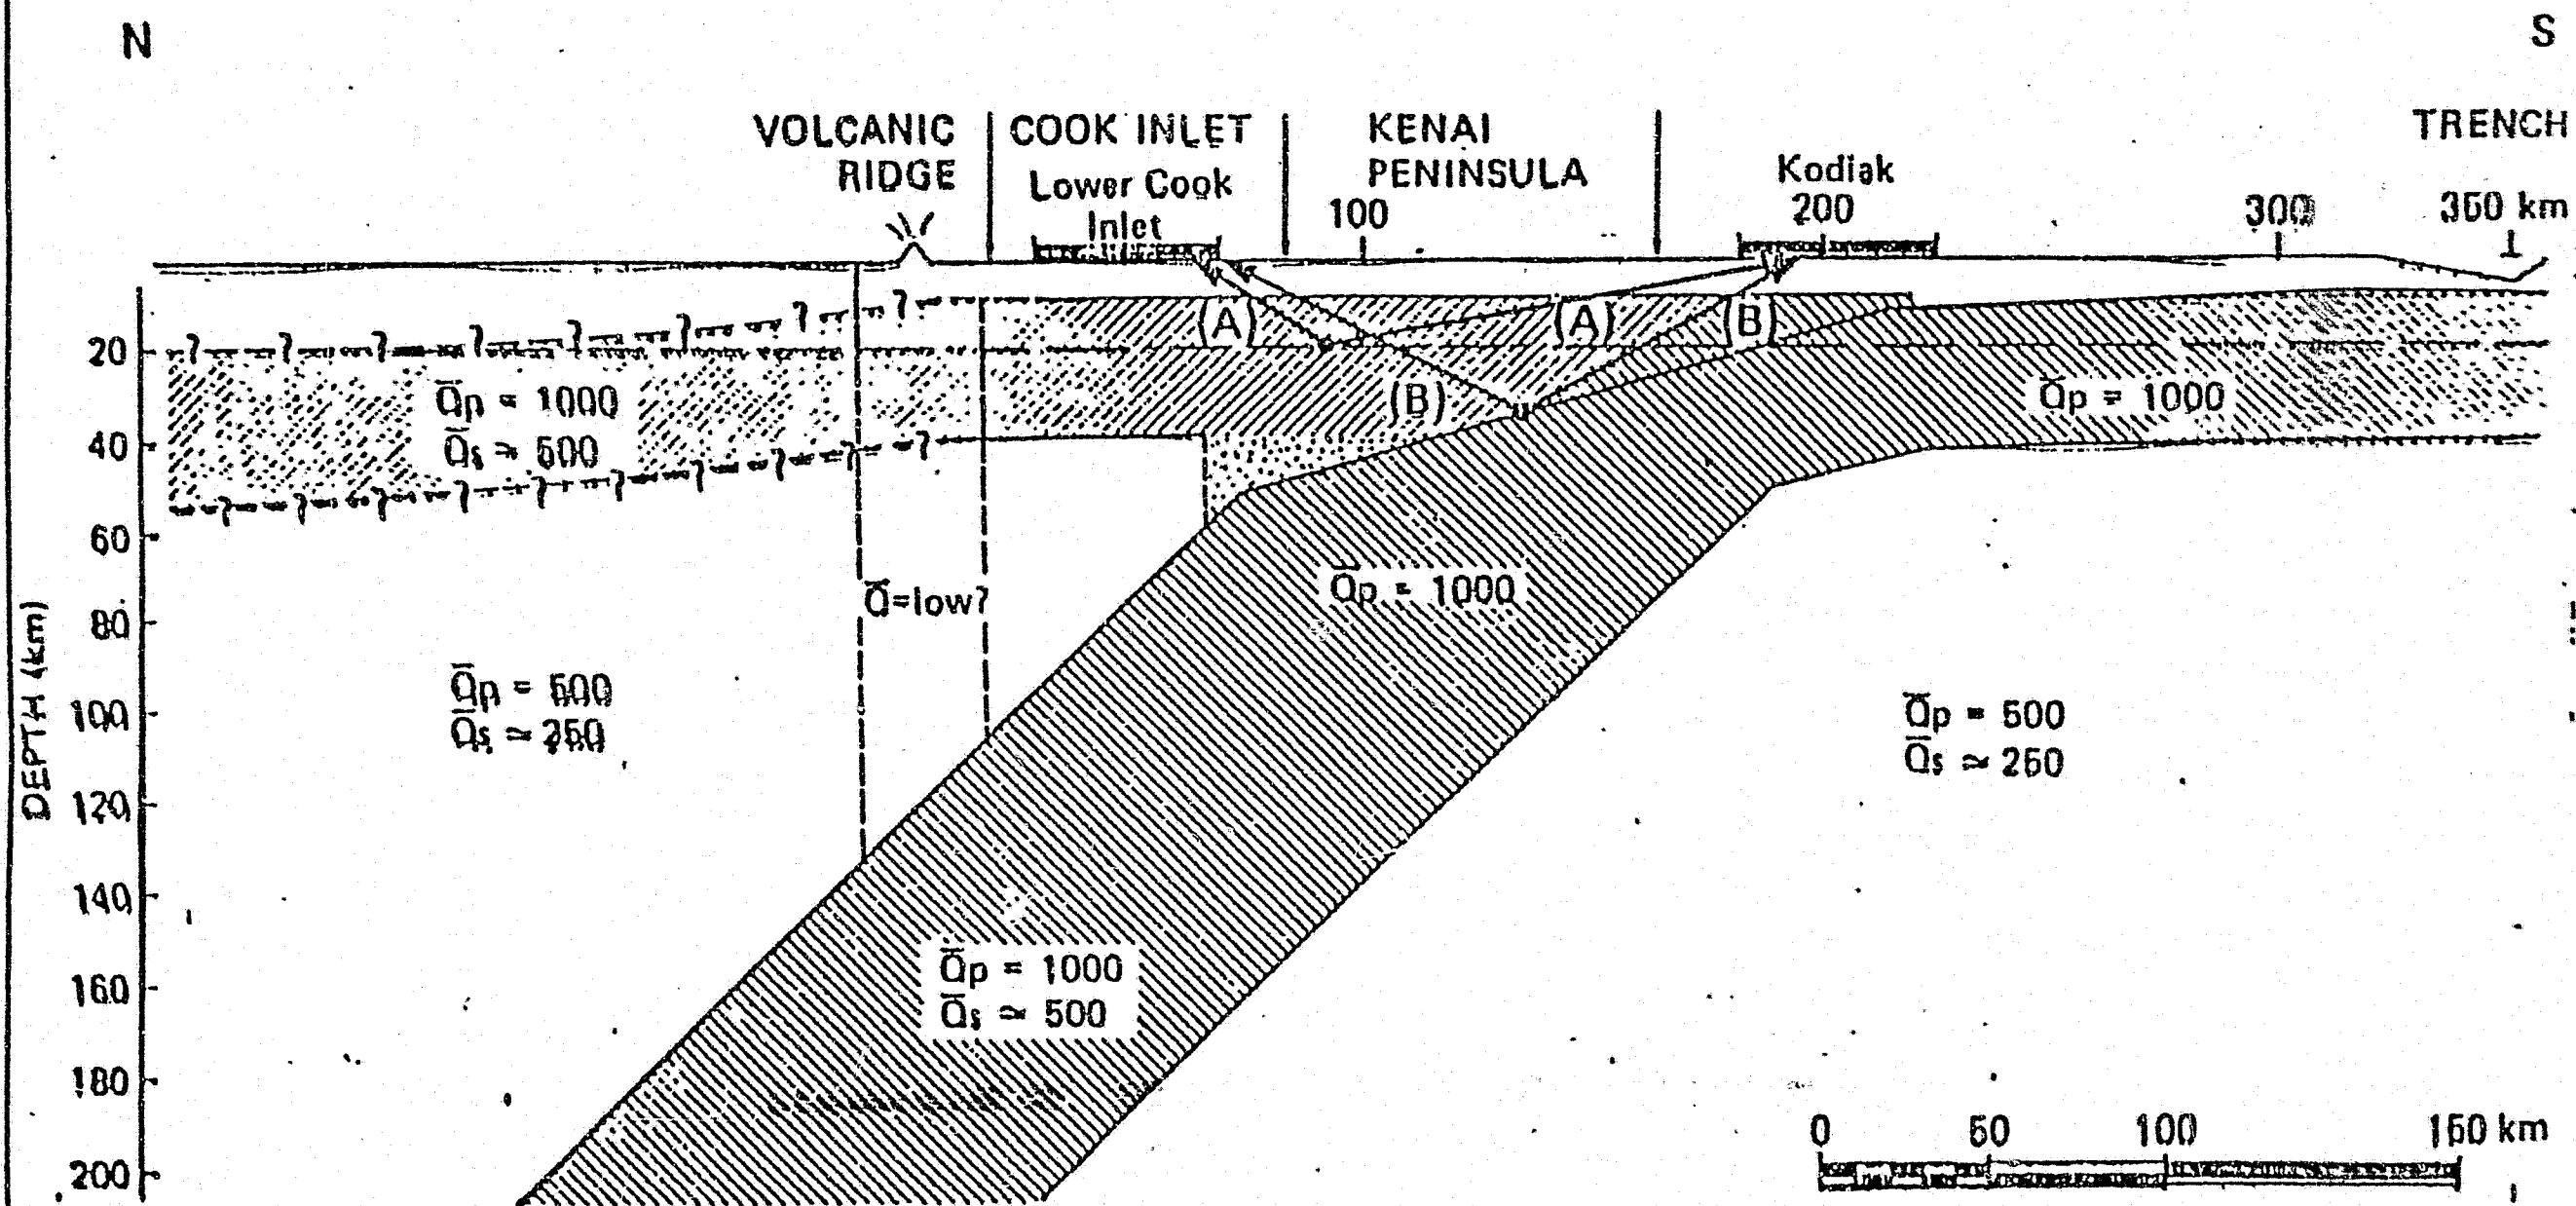 N
S
VOLCANIC
RIDGE
COOK INLET
Lower Cook
Inlet
KENAI
PENINSULA
100
Kodiak
200
300
TRENCH
350 km
? ? ? ? ? ? ? ?
(A)
(A)
(B)
(B)
Q̅p = 1000
Q̅s ≃ 500
? ? ? ? ? ? ? ? ? ?
Q̅p = 1000
Q̅p = 1000
Q̅=low?
Q̅p = 500
Q̅s ≃ 250
Q̅p = 500
Q̅s ≃ 250
Q̅p = 1000
Q̅s ≃ 500
DEPTH (km)
20
40
60
80
100
120
140
160
180
200
0 50 100 150 km